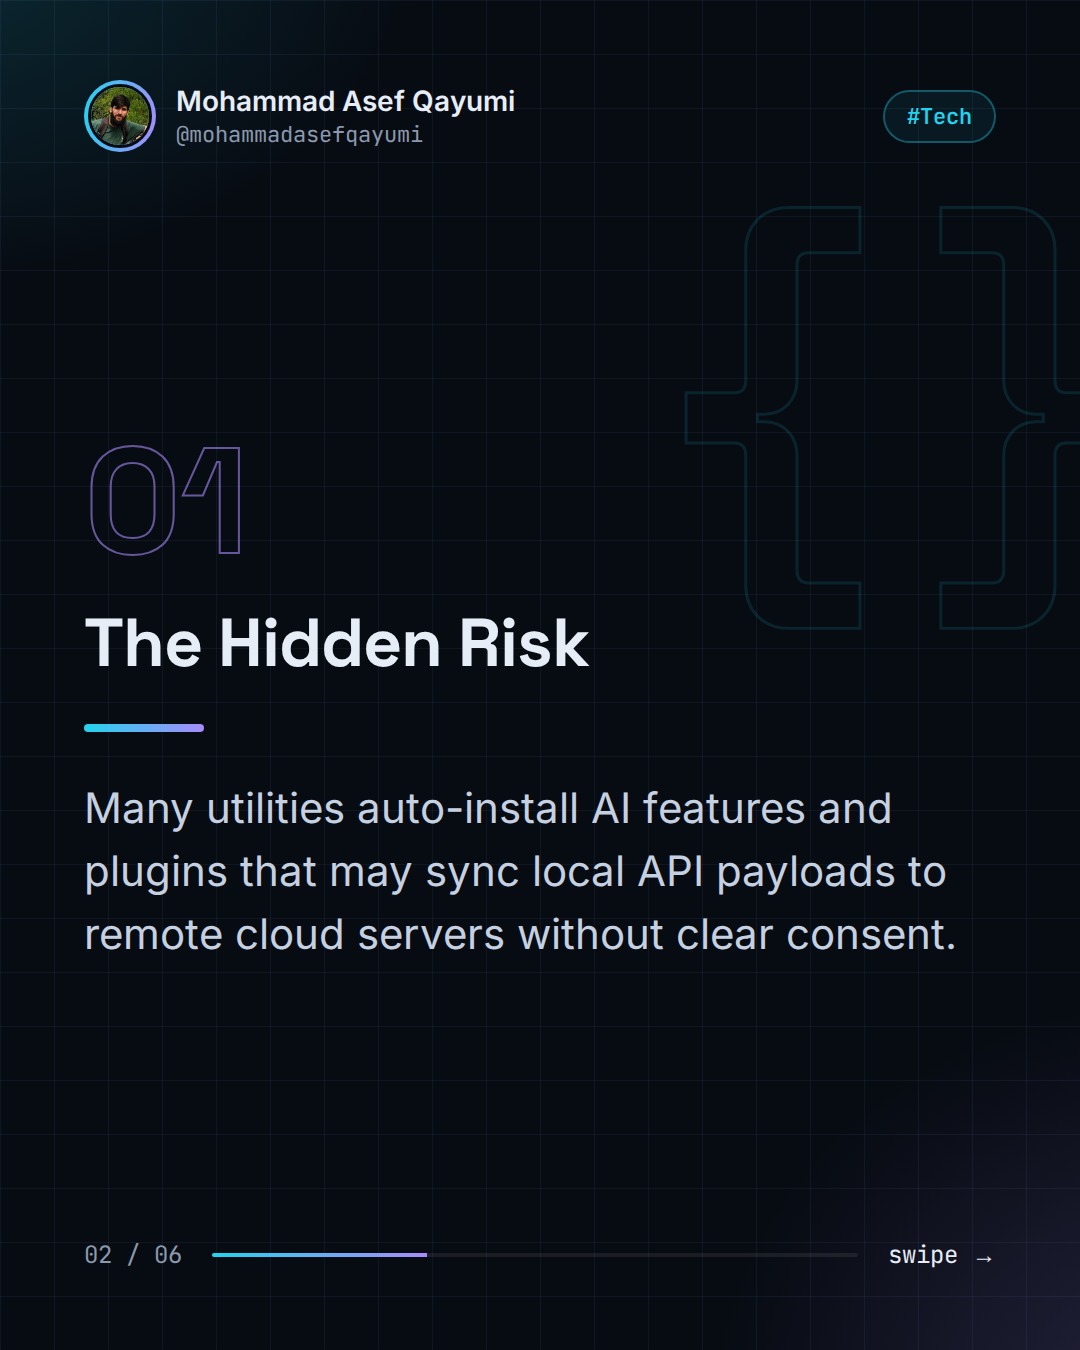 Mohammad Asef Qayumi
@mohammadasefqayumi
#Tech
{}
01
The Hidden Risk
Many utilities auto-install AI features and
plugins that may sync local API payloads to
remote cloud servers without clear consent.
02 / 06
swipe →